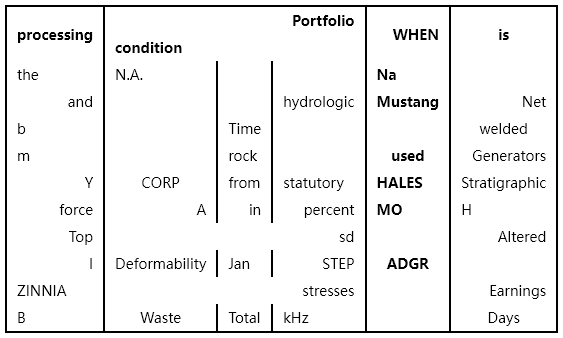 processing Portfolio condition WHEN is
the N.A. Na
and hydrologic Mustang Net
b Time welded
m rock used Generators
Y CORP from statutory HALES Stratigraphic
force A in percent MO H
Top sd Altered
I Deformability Jan STEP ADGR
ZINNIA stresses Earnings
B Waste Total kHz Days